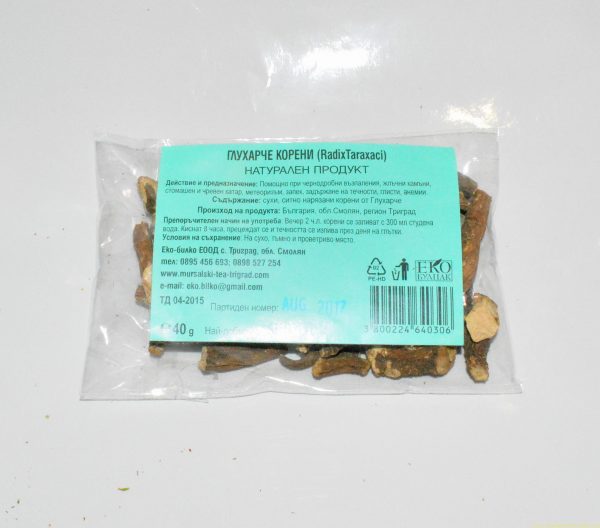 ГЛУХАРЧЕ КОРЕНИ (RadixTaraxaci)
НАТУРАЛЕН ПРОДУКТ
Действие и предназначение: Помощно при чернодробни възпаления, жлъчни камъни,
стомашен и чревен катар, метеоризъм, запек, задържане на течности, глисти, анемии
Съдържание: сухи, ситно нарязани корени от Глухарче
Произход на продукта: България, обл.Смолян, регион Триград
Препоръчителен начин на употреба: Вечер 2 ч.л. корени се запиват с 300 мл студена
вода. Киснат 8 часа, прецеждат се и течността се изпива през деня на глътки.
Условия на съхранение: На сухо, тъмно и проветриво място.
Еко-билко ЕООД с. Триград, обл. Смолян
тел: 0895 456 693; 0898 527 254
www.mursalski-tea-trigrad.com
e-mail: eko.bilko@gmail.com
ТД 04-2015
Партиден номер: AUG. 2017
40 g
02
PE-HD
ЕКО
БУЛПАК
3 800224 640306